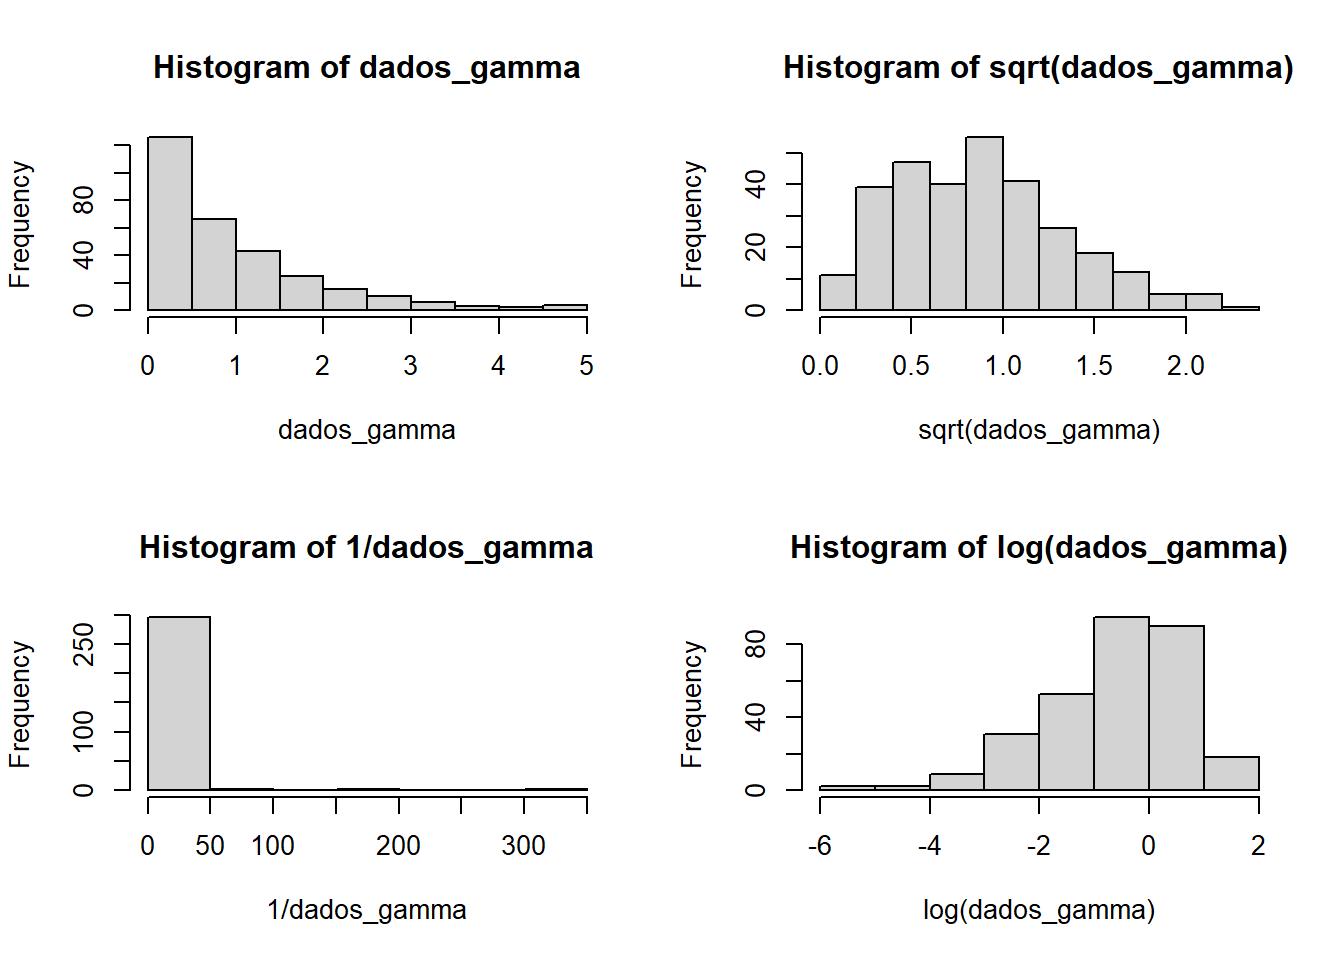 Histogram of dados_gamma
Frequency
0 40 80
0 1 2 3 4 5
dados_gamma
Histogram of sqrt(dados_gamma)
Frequency
0 20 40
0.0 0.5 1.0 1.5 2.0
sqrt(dados_gamma)
Histogram of 1/dados_gamma
Frequency
0 100 250
0 50 100 200 300
1/dados_gamma
Histogram of log(dados_gamma)
Frequency
0 40 80
-6 -4 -2 0 2
log(dados_gamma)